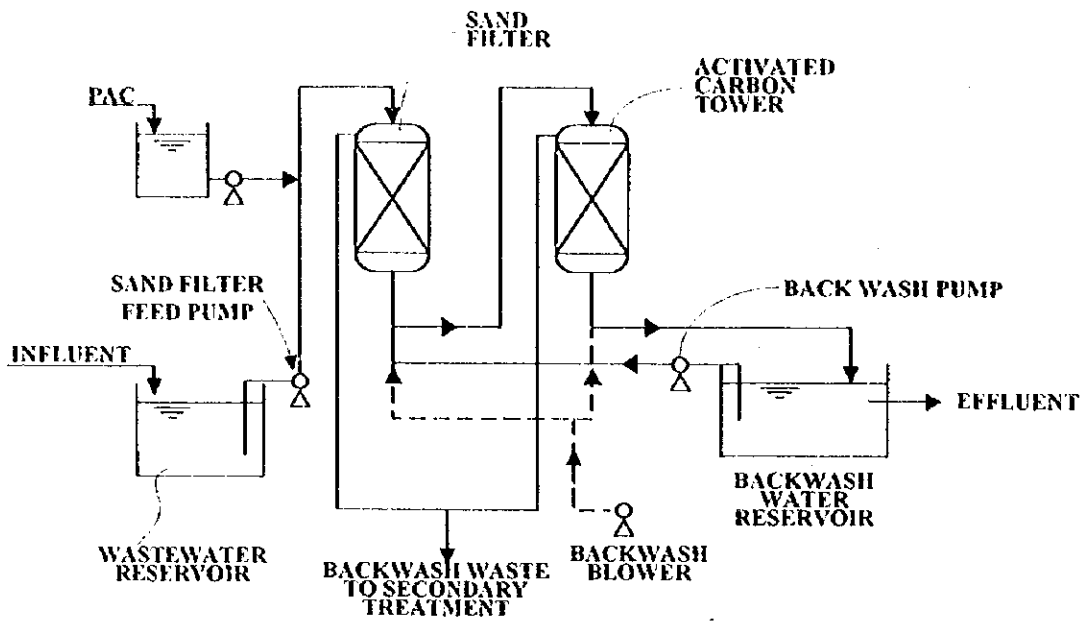 SAND
FILTER
ACTIVATED
CARBON
TOWER
PAC
SAND FILTER
FEED PUMP
BACK WASH PUMP
INFLUENT
EFFLUENT
BACKWASH
WATER
RESERVOIR
WASTEWATER
RESERVOIR
BACKWASH WASTE
TO SECONDARY
TREATMENT
BACKWASH
BLOWER